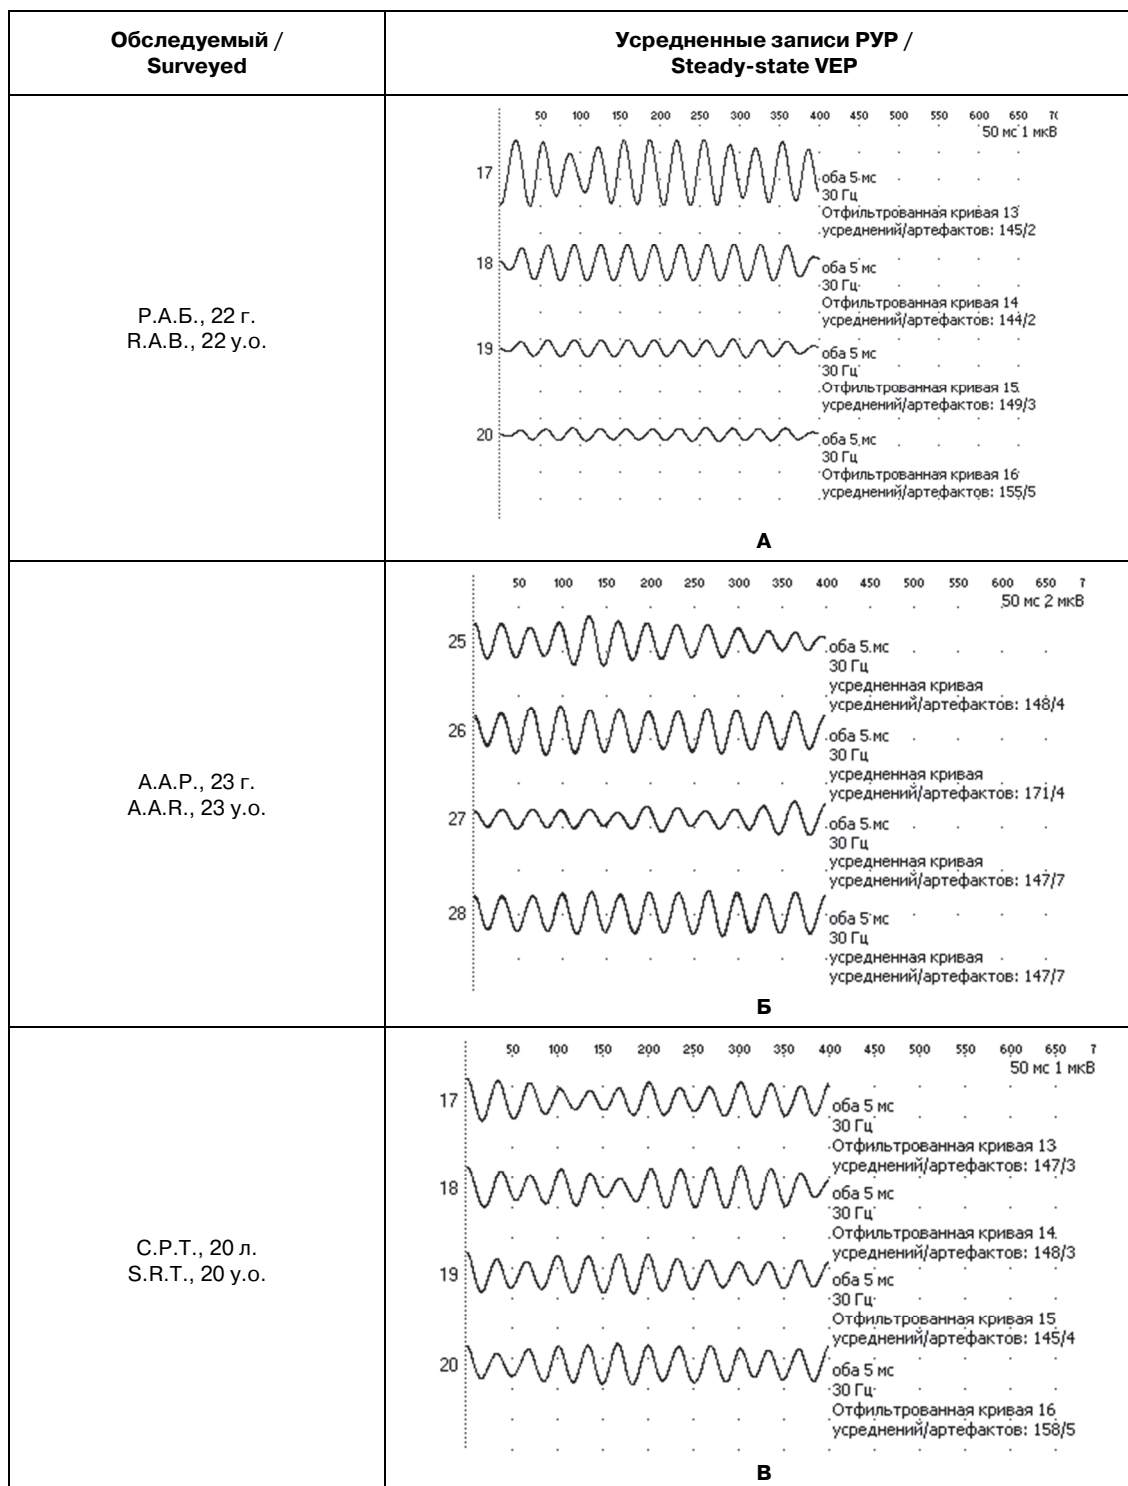 Обследуемый /
Surveyed
Усредненные записи РУР /
Steady-state VEP
Р.А.Б., 22 г.
R.A.B., 22 y.o.
50 100 150 200 250 300 350 400 450 500 550 600 650 70
50 мс 1 мкВ
17
оба 5 мс
30 Гц
Отфильтрованная кривая 13
усреднений/артефактов: 145/2
18
оба 5 мс
30 Гц
Отфильтрованная кривая 14
усреднений/артефактов: 144/2
19
оба 5 мс
30 Гц
Отфильтрованная кривая 15
усреднений/артефактов: 149/3
20
оба 5 мс
30 Гц
Отфильтрованная кривая 16
усреднений/артефактов: 155/5
А
А.А.Р., 23 г.
A.A.R., 23 y.o.
50 100 150 200 250 300 350 400 450 500 550 600 650 7
50 мс 2 мкВ
25
оба 5 мс
30 Гц
усредненная кривая
усреднений/артефактов: 148/4
26
оба 5 мс
30 Гц
усредненная кривая
усреднений/артефактов: 171/4
27
оба 5 мс
30 Гц
усредненная кривая
усреднений/артефактов: 147/7
28
оба 5 мс
30 Гц
усредненная кривая
усреднений/артефактов: 147/7
Б
С.Р.Т., 20 л.
S.R.T., 20 y.o.
50 100 150 200 250 300 350 400 450 500 550 600 650 7
50 мс 1 мкВ
17
оба 5 мс
30 Гц
Отфильтрованная кривая 13
усреднений/артефактов: 147/3
18
оба 5 мс
30 Гц
Отфильтрованная кривая 14
усреднений/артефактов: 148/3
19
оба 5 мс
30 Гц
Отфильтрованная кривая 15
усреднений/артефактов: 145/4
20
оба 5 мс
30 Гц
Отфильтрованная кривая 16
усреднений/артефактов: 158/5
В